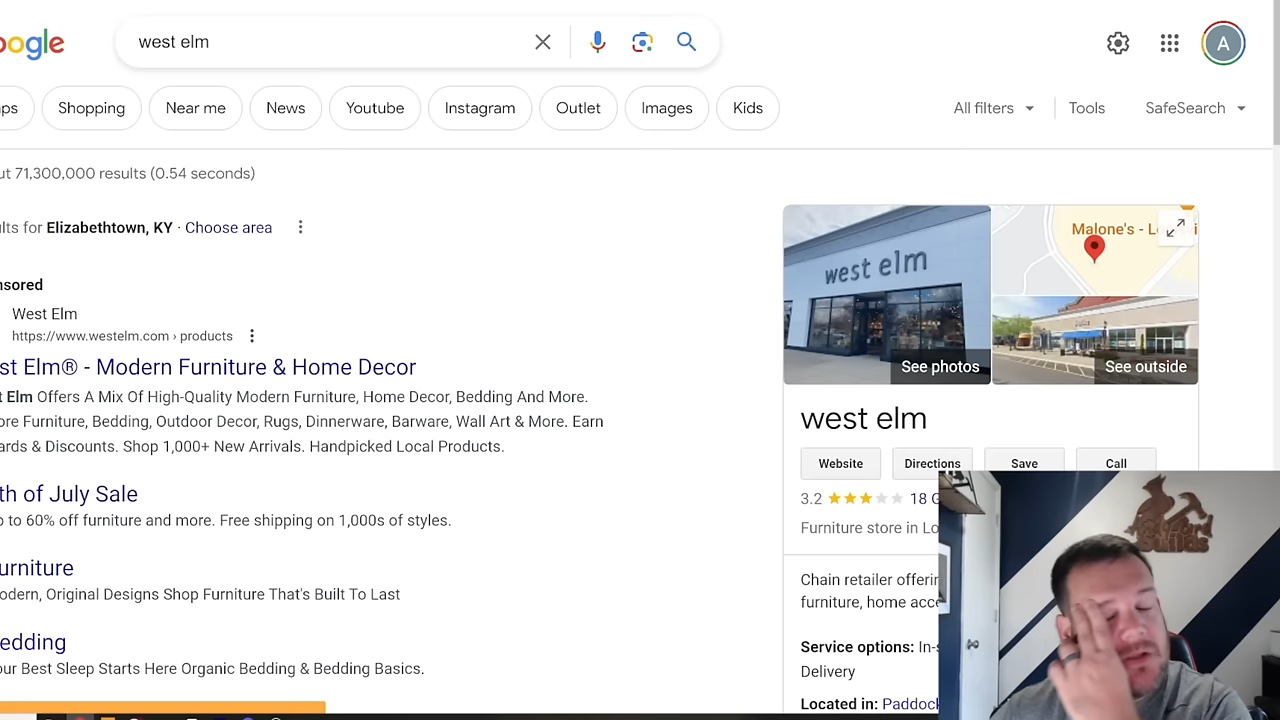 oogle
west elm
A
ps
Shopping
Near me
News
Youtube
Instagram
Outlet
Images
Kids
All filters
Tools
SafeSearch
ut 71,300,000 results (0.54 seconds)
ults for Elizabethtown, KY · Choose area
nsored
West Elm
https://www.westelm.com › products
st Elm® - Modern Furniture & Home Decor
t Elm Offers A Mix Of High-Quality Modern Furniture, Home Decor, Bedding And More.
ore Furniture, Bedding, Outdoor Decor, Rugs, Dinnerware, Barware, Wall Art & More. Earn
ards & Discounts. Shop 1,000+ New Arrivals. Handpicked Local Products.
th of July Sale
p to 60% off furniture and more. Free shipping on 1,000s of styles.
urniture
odern, Original Designs Shop Furniture That's Built To Last
edding
our Best Sleep Starts Here Organic Bedding & Bedding Basics.
west elm
See photos
Malone's - L
See outside
west elm
Website
Directions
Save
Call
3.2
18 G
Furniture store in Lo
Chain retailer offerin
furniture, home acce
Service options: In-s
Delivery
Located in: Paddock